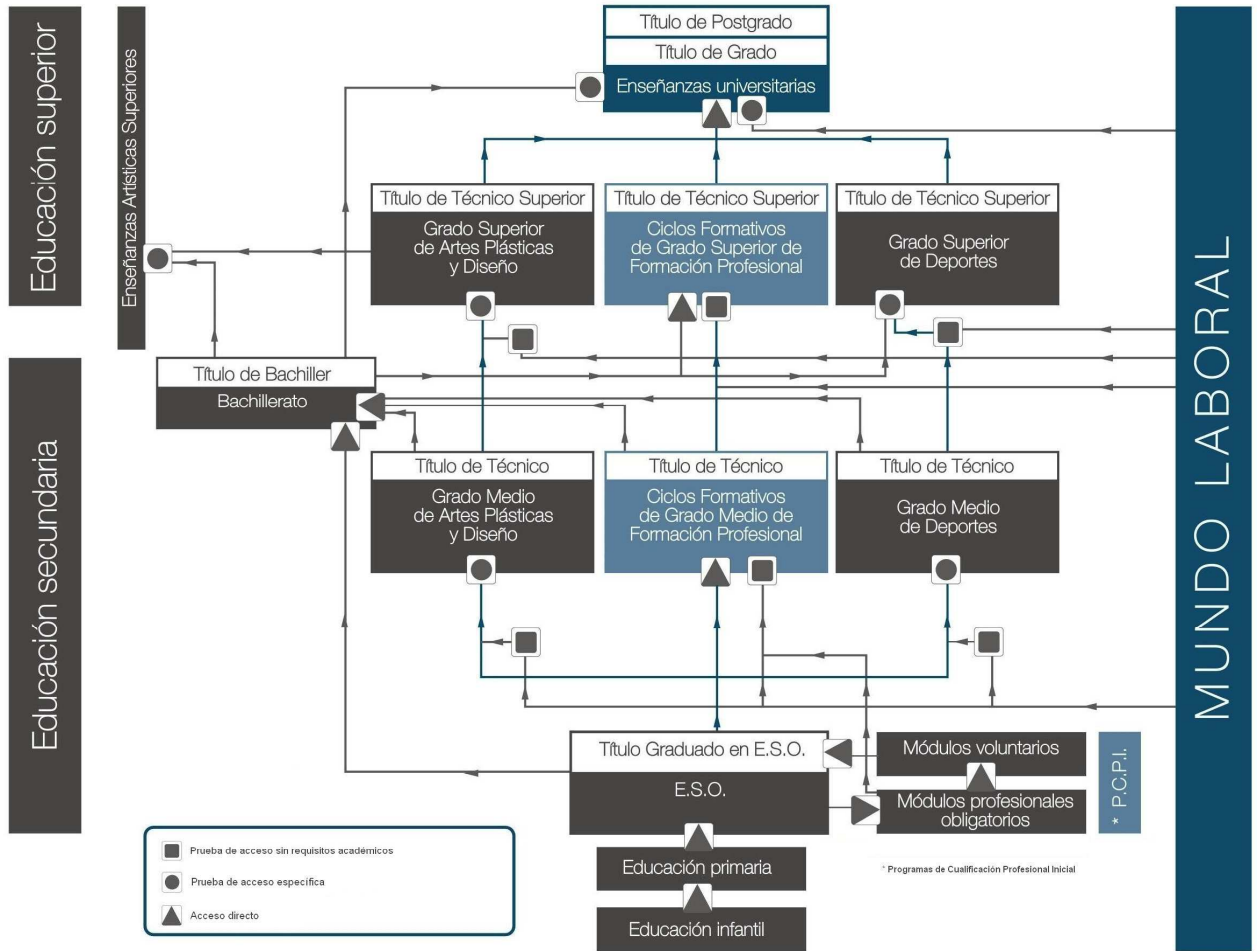 Educación superior
Enseñanzas Artísticas Superiores
Título de Postgrado
Título de Grado
Enseñanzas universitarias
Título de Técnico Superior
Grado Superior
de Artes Plásticas
y Diseño
Título de Técnico Superior
Ciclos Formativos
de Grado Superior de
Formación Profesional
Título de Técnico Superior
Grado Superior
de Deportes
MUNDO LABORAL
Educación secundaria
Título de Bachiller
Bachillerato
Título de Técnico
Grado Medio
de Artes Plásticas
y Diseño
Título de Técnico
Ciclos Formativos
de Grado Medio de
Formación Profesional
Título de Técnico
Grado Medio
de Deportes
Título Graduado en E.S.O.
E.S.O.
Módulos voluntarios
Módulos profesionales
obligatorios
* P.C.P.I.
Educación primaria
Educación infantil
* Programas de Cualificación Profesional Inicial
Prueba de acceso sin requisitos académicos
Prueba de acceso específica
Acceso directo